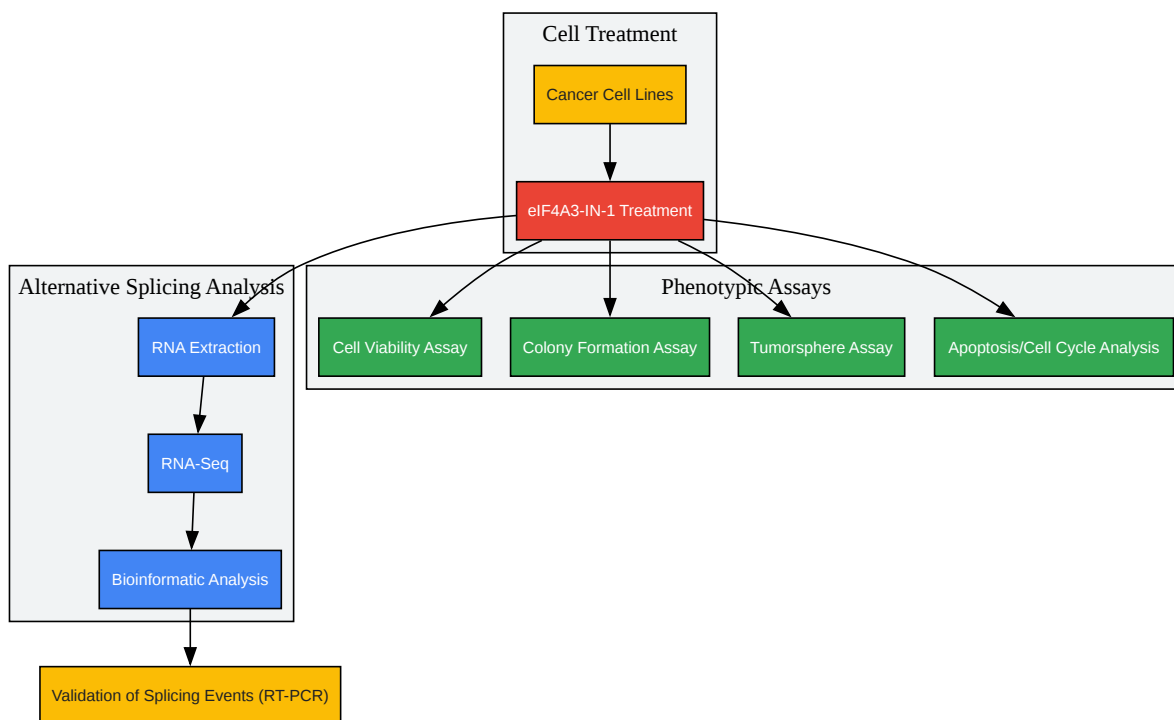 Cell Treatment
Cancer Cell Lines
eIF4A3-IN-1 Treatment
Alternative Splicing Analysis
Phenotypic Assays
RNA Extraction
Cell Viability Assay
Colony Formation Assay
Tumorsphere Assay
Apoptosis/Cell Cycle Analysis
RNA-Seq
Bioinformatic Analysis
Validation of Splicing Events (RT-PCR)